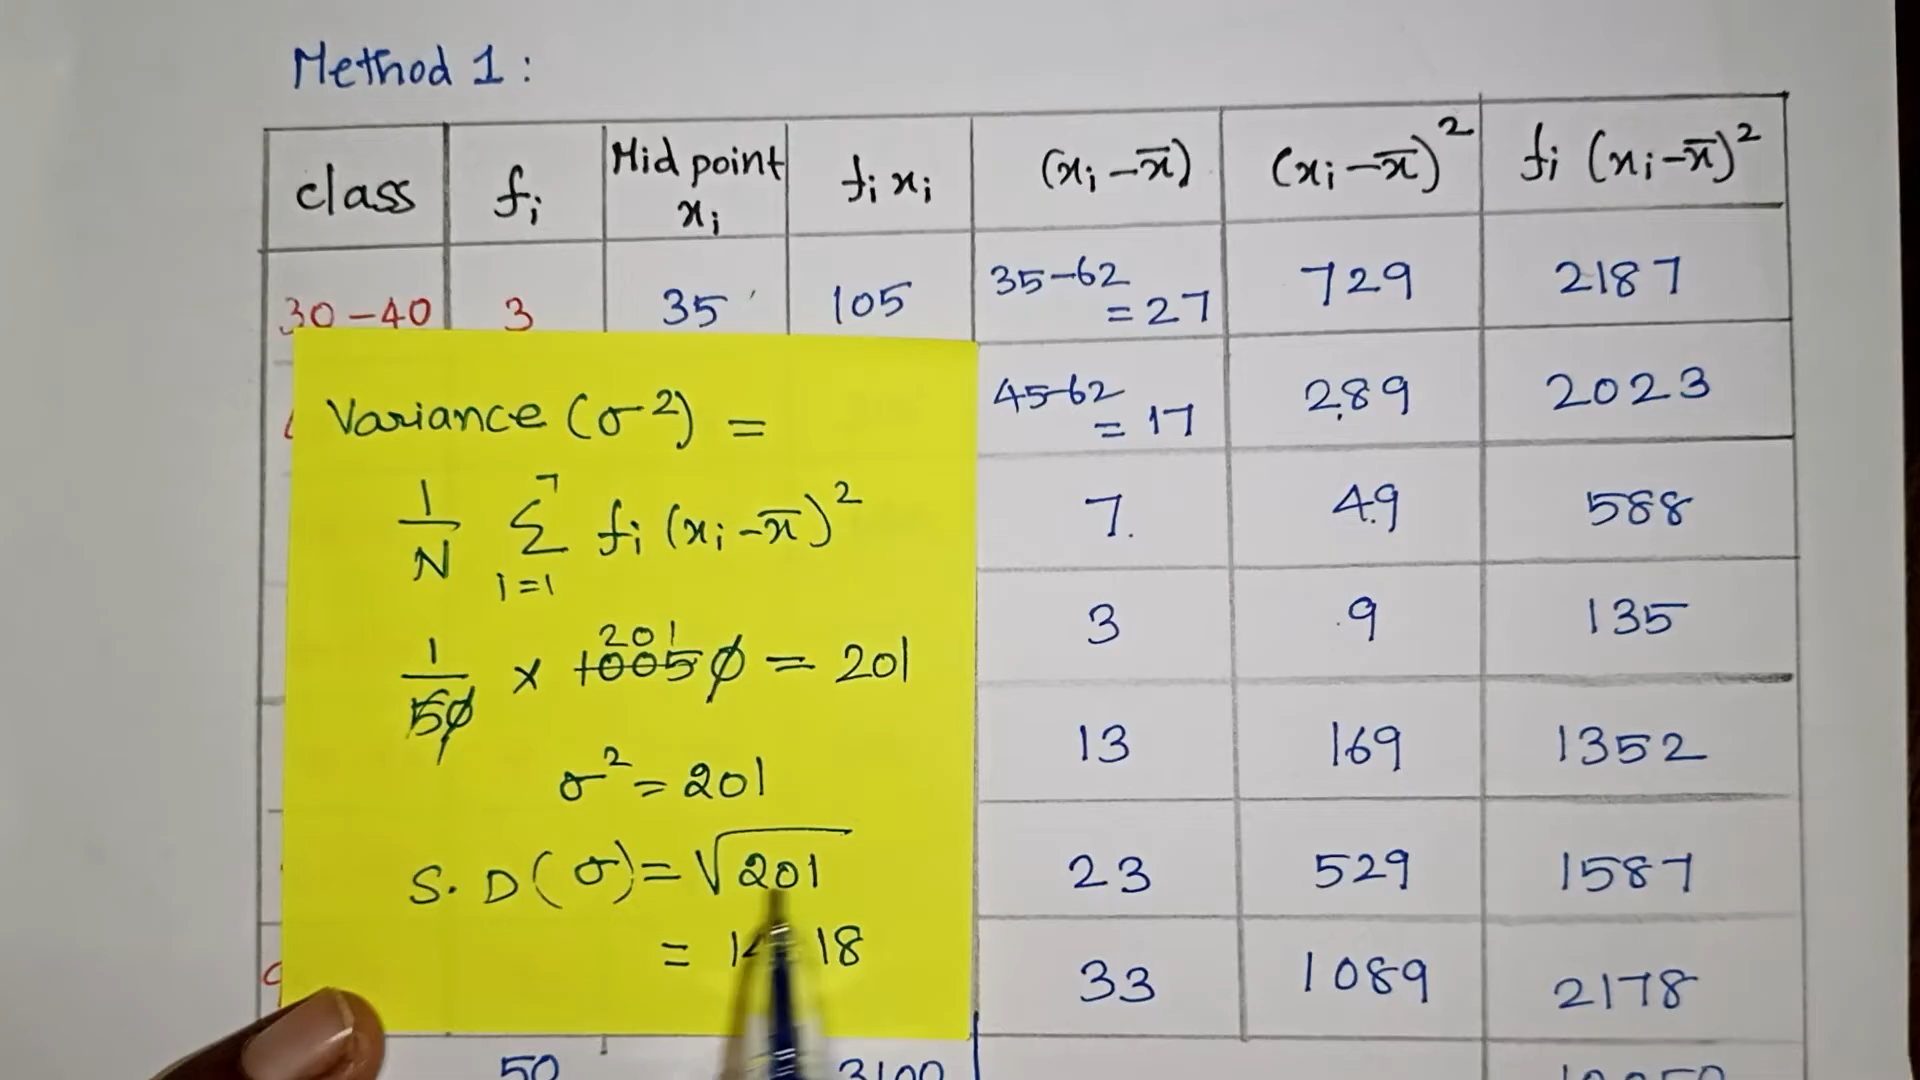 Method 1 :
class fi Mid point xi fi xi (xi – x̄) (xi – x̄)² fi (xi – x̄)²
30 – 40 3 35 105 35–62 = 27 729 2187
45–62 = 17 289 2023
7. 49 588
3 9 135
13 169 1352
23 529 1587
33 1089 2178
50 3100
Variance (σ²) =
1/N Σ i=1 7 fi (xi – x̄)²
1/50 × 10050 = 201
201
σ² = 201
S. D (σ) = √201
= 14.18